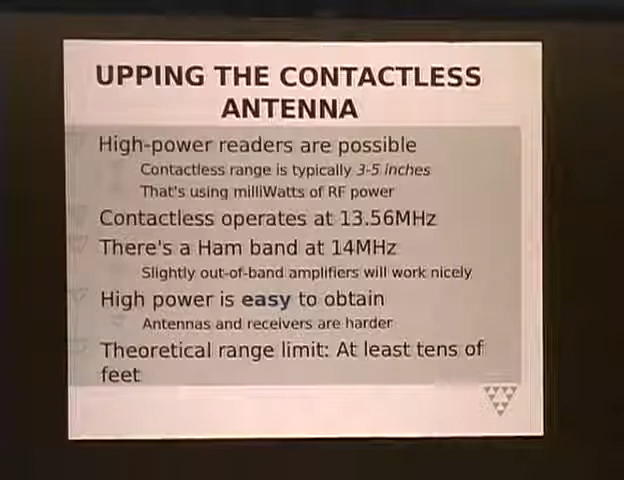 UPPING THE CONTACTLESS
ANTENNA
High-power readers are possible
Contactless range is typically 3-5 inches
That's using milliWatts of RF power
Contactless operates at 13.56MHz
There's a Ham band at 14MHz
Slightly out-of-band amplifiers will work nicely
High power is easy to obtain
Antennas and receivers are harder
Theoretical range limit: At least tens of
feet